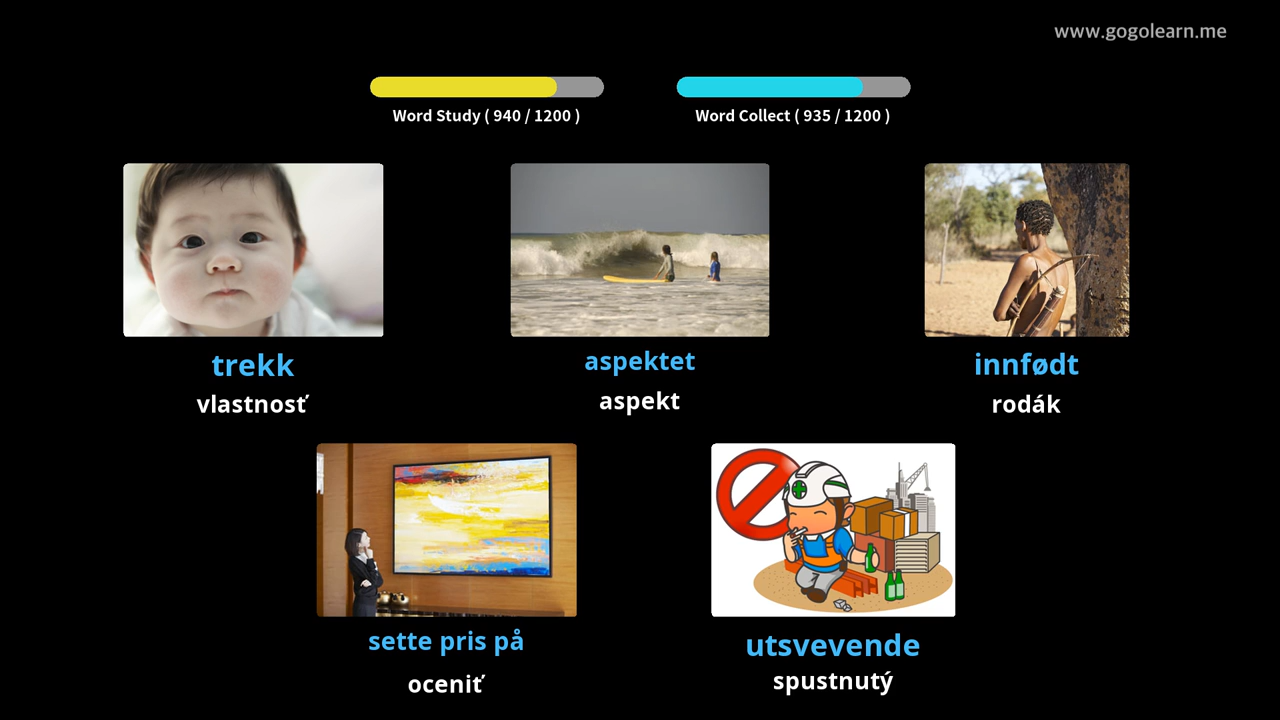 www.gogolearn.me
Word Study ( 940 / 1200 )
Word Collect ( 935 / 1200 )
trekk
vlastnosť
aspektet
aspekt
innfødt
rodák
sette pris på
oceniť
utsvevende
spustnutý